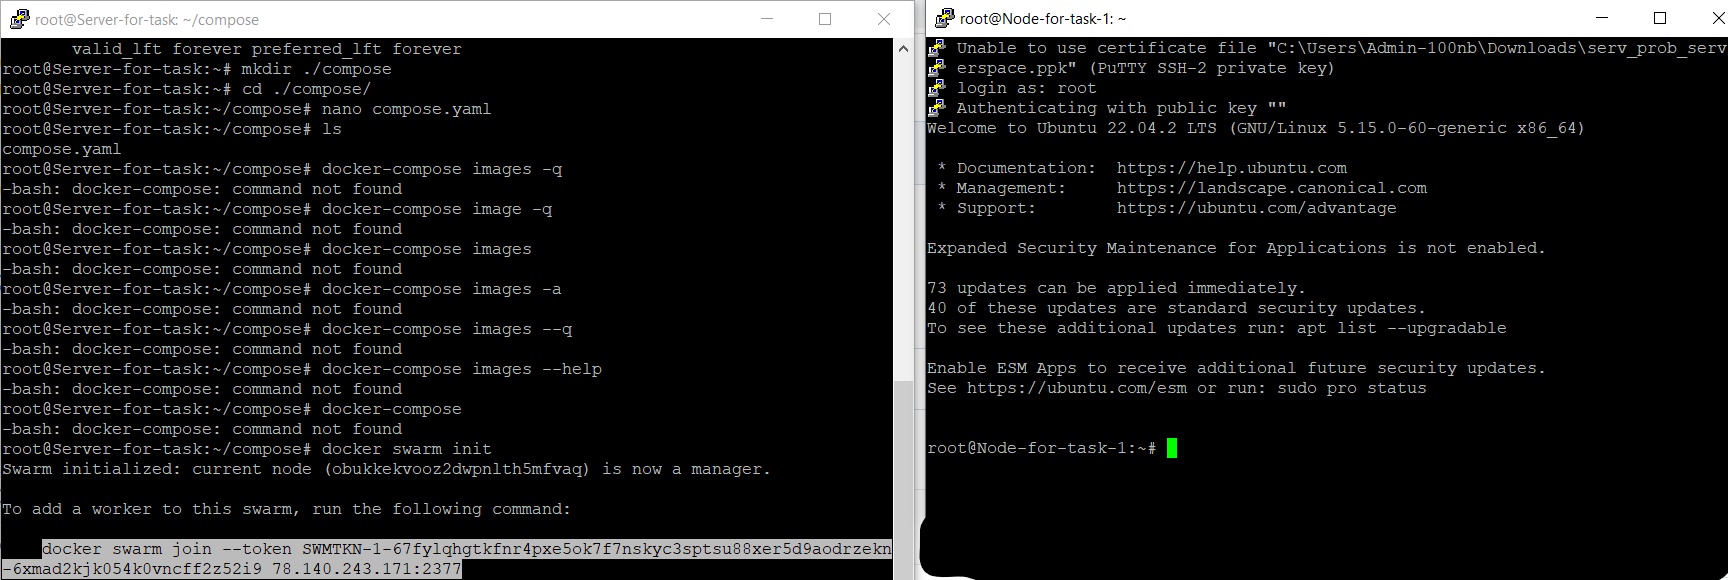 root@Server-for-task: ~/compose
valid_lft forever preferred_lft forever
root@Server-for-task:~# mkdir ./compose
root@Server-for-task:~# cd ./compose/
root@Server-for-task:~/compose# nano compose.yaml
root@Server-for-task:~/compose# ls
compose.yaml
root@Server-for-task:~/compose# docker-compose images -q
-bash: docker-compose: command not found
root@Server-for-task:~/compose# docker-compose image -q
-bash: docker-compose: command not found
root@Server-for-task:~/compose# docker-compose images
-bash: docker-compose: command not found
root@Server-for-task:~/compose# docker-compose images -a
-bash: docker-compose: command not found
root@Server-for-task:~/compose# docker-compose images --q
-bash: docker-compose: command not found
root@Server-for-task:~/compose# docker-compose images --help
-bash: docker-compose: command not found
root@Server-for-task:~/compose# docker-compose
-bash: docker-compose: command not found
root@Server-for-task:~/compose# docker swarm init
Swarm initialized: current node (obukkekvooz2dwpnlth5mfvaq) is now a manager.
To add a worker to this swarm, run the following command:
docker swarm join --token SWMTKN-1-67fylqhgtkfnr4pxe5ok7f7nskyc3sptsu88xer5d9aodrzekn
-6xmad2kjk054k0vncff2z52i9 78.140.243.171:2377
root@Node-for-task-1: ~
Unable to use certificate file "C:\Users\Admin-100nb\Downloads\serv_prob_serv
erspace.ppk" (PuTTY SSH-2 private key)
login as: root
Authenticating with public key ""
Welcome to Ubuntu 22.04.2 LTS (GNU/Linux 5.15.0-60-generic x86_64)
* Documentation:  https://help.ubuntu.com
* Management:     https://landscape.canonical.com
* Support:        https://ubuntu.com/advantage
Expanded Security Maintenance for Applications is not enabled.
73 updates can be applied immediately.
40 of these updates are standard security updates.
To see these additional updates run: apt list --upgradable
Enable ESM Apps to receive additional future security updates.
See https://ubuntu.com/esm or run: sudo pro status
root@Node-for-task-1:~#